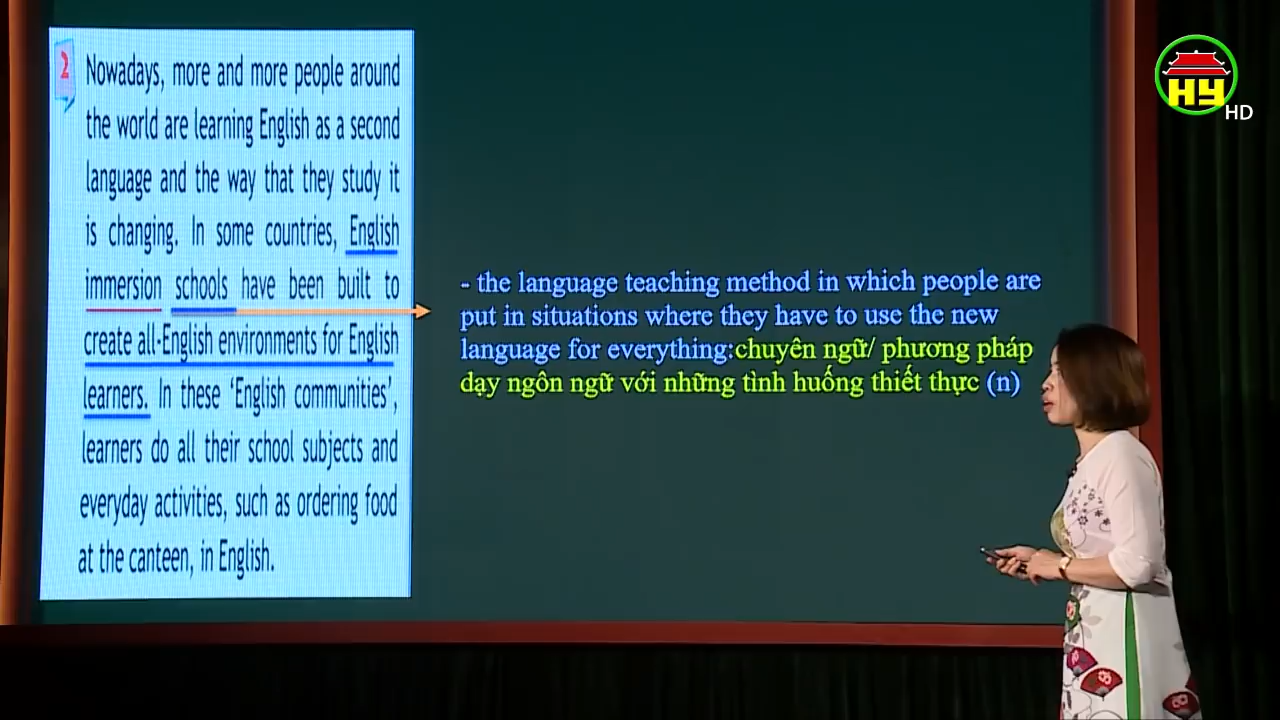 2
Nowadays, more and more people around
the world are learning English as a second
language and the way that they study it
is changing. In some countries, English
immersion schools have been built to
create all-English environments for English
learners. In these ‘English communities’,
learners do all their school subjects and
everyday activities, such as ordering food
at the canteen, in English.
- the language teaching method in which people are
put in situations where they have to use the new
language for everything:chuyên ngữ/ phương pháp
dạy ngôn ngữ với những tình huống thiết thực (n)
HY
HD